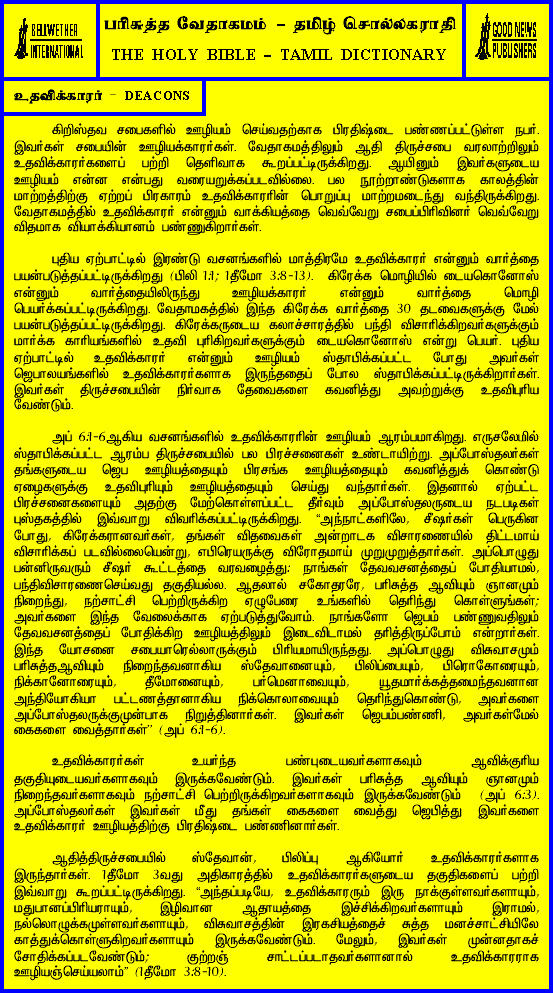 BELLWETHER
INTERNATIONAL
பரிசுத்த வேதாகமம் – தமிழ் சொல்லகராதி
THE HOLY BIBLE – TAMIL DICTIONARY
GOOD NEWS
PUBLISHERS
உதவிக்காரர் – DEACONS
கிறிஸ்தவ சபைகளில் ஊழியம் செய்வதற்காக பிரதிஷ்டை பண்ணப்பட்டுள்ள நபர்.
இவர்கள் சபையின் ஊழியக்காரர்கள். வேதாகமத்திலும் ஆதி திருச்சபை வரலாற்றிலும்
உதவிக்காரர்களைப் பற்றி தெளிவாக கூறப்பட்டிருக்கிறது. ஆயினும் இவர்களுடைய
ஊழியம் என்ன என்பது வரையறுக்கப்படவில்லை. பல நூற்றாண்டுகளாக காலத்தின்
மாற்றத்திற்கு ஏற்றப் பிரகாரம் உதவிக்காரரின் பொறுப்பு மாற்றமடைந்து வந்திருக்கிறது.
வேதாகமத்தில் உதவிக்காரர் என்னும் வாக்கியத்தை வெவ்வேறு சபைப்பிரிவினர் வெவ்வேறு
விதமாக வியாக்கியானம் பண்ணுகிறார்கள்.
புதிய ஏற்பாட்டில் இரண்டு வசனங்களில் மாத்திரமே உதவிக்காரர் என்னும் வார்த்தை
பயன்படுத்தப்பட்டிருக்கிறது (பிலி 1:1; 1தீமோ 3:8-13). கிரேக்க மொழியில் டையகொனோஸ்
என்னும் வார்த்தையிலிருந்து ஊழியக்காரர் என்னும் வார்த்தை மொழி
பெயர்க்கப்பட்டிருக்கிறது. வேதாமகத்தில் இந்த கிரேக்க வார்த்தை 30 தடவைகளுக்கு மேல்
பயன்படுத்தப்பட்டிருக்கிறது. கிரேக்கருடைய கலாச்சாரத்தில் பந்தி விசாரிக்கிறவர்களுக்கும்
மார்க்க காரியங்களில் உதவி புரிகிறவர்களுக்கும் டையகொனோஸ் என்று பெயர். புதிய
ஏற்பாட்டில் உதவிக்காரர் என்னும் ஊழியம் ஸ்தாபிக்கப்பட்ட போது அவர்கள்
ஜெபாலயங்களில் உதவிக்காரர்களாக இருந்ததைப் போல ஸ்தாபிக்கப்பட்டிருக்கிறார்கள்.
இவர்கள் திருச்சபையின் நிர்வாக தேவைகளை கவனித்து அவற்றுக்கு உதவிபுரிய
வேண்டும்.
அப் 6:1-6ஆகிய வசனங்களில் உதவிக்காரரின் ஊழியம் ஆரம்பமாகிறது. எருசலேமில்
ஸ்தாபிக்கப்பட்ட ஆரம்ப திருச்சபையில் பல பிரச்சனைகள் உண்டாயிற்று. அப்போஸ்தலர்கள்
தங்களுடைய ஜெப ஊழியத்தையும் பிரசங்க ஊழியத்தையும் கவனித்துக் கொண்டு
ஏழைகளுக்கு உதவிபுரியும் ஊழியத்தையும் செய்து வந்தார்கள். இதனால் ஏற்பட்ட
பிரச்சனைகளையும் அதற்கு மேற்கொள்ளப்பட்ட தீர்வும் அப்போஸ்தலருடைய நடபடிகள்
புஸ்தகத்தில் இவ்வாறு விவரிக்கப்பட்டிருக்கிறது. “அந்நாட்களிலே, சீஷர்கள் பெருகின
போது, கிரேக்கரானவர்கள், தங்கள் விதவைகள் அன்றாடக விசாரணையில் திட்டமாய்
விசாரிக்கப் படவில்லையென்று, எபிரெயருக்கு விரோதமாய் முறுமுறுத்தார்கள். அப்பொழுது
பன்னிருவரும் சீஷர் கூட்டத்தை வரவழைத்து: நாங்கள் தேவவசனத்தைப் போதியாமல்,
பந்திவிசாரணைசெய்வது தகுதியல்ல. ஆதலால் சகோதரரே, பரிசுத்த ஆவியும் ஞானமும்
நிறைந்து, நற்சாட்சி பெற்றிருக்கிற ஏழுபேரை உங்களில் தெரிந்து கொள்ளுங்கள்;
அவர்களை இந்த வேலைக்காக ஏற்படுத்துவோம். நாங்களோ ஜெபம் பண்ணுவதிலும்
தேவவசனத்தைப் போதிக்கிற ஊழியத்திலும் இடைவிடாமல் தரித்திருப்போம் என்றார்கள்.
இந்த யோசனை சபையாரெல்லாருக்கும் பிரியமாயிருந்தது. அப்பொழுது விசுவாசமும்
பரிசுத்தஆவியும் நிறைந்தவனாகிய ஸ்தேவானையும், பிலிப்பையும், பிரொகோரையும்,
நிக்கானோரையும், தீமோனையும், பர்மெனாவையும், யூதமார்க்கத்தமைந்தவனான
அந்தியோகியா பட்டணத்தானாகிய நிக்கொலாவையும் தெரிந்துகொண்டு, அவர்களை
அப்போஸ்தலருக்குமுன்பாக நிறுத்தினார்கள். இவர்கள் ஜெபம்பண்ணி, அவர்கள்மேல்
கைகளை வைத்தார்கள்” (அப் 6:1-6).
உதவிக்காரர்கள் உயர்ந்த பண்புடையவர்களாகவும் ஆவிக்குரிய
தகுதியுடையவர்களாகவும் இருக்கவேண்டும். இவர்கள் பரிசுத்த ஆவியும் ஞானமும்
நிறைந்தவர்களாகவும் நற்சாட்சி பெற்றிருக்கிறவர்களாகவும் இருக்கவேண்டும் (அப் 6:3).
அப்போஸ்தலர்கள் இவர்கள் மீது தங்கள் கைகளை வைத்து ஜெபித்து இவர்களை
உதவிக்காரர் ஊழியத்திற்கு பிரதிஷ்டை பண்ணினார்கள்.
ஆதித்திருச்சபையில் ஸ்தேவான், பிலிப்பு ஆகியோர் உதவிக்காரர்களாக
இருந்தார்கள். 1தீமோ 3வது அதிகாரத்தில் உதவிக்காரர்களுடைய தகுதிகளைப் பற்றி
இவ்வாறு கூறப்பட்டிருக்கிறது. “அந்தப்படியே, உதவிக்காரரும் இரு நாக்குள்ளவர்களாயும்,
மதுபானப்பிரியராயும், இழிவான ஆதாயத்தை இச்சிக்கிறவர்களாயும் இராமல்,
நல்லொழுக்கமுள்ளவர்களாயும், விசுவாசத்தின் இரகசியத்தைச் சுத்த மனச்சாட்சியிலே
காத்துக்கொள்ளுகிறவர்களாயும் இருக்கவேண்டும். மேலும், இவர்கள் முன்னதாகச்
சோதிக்கப்படவேண்டும்; குற்றஞ் சாட்டப்படாதவர்களானால் உதவிக்காரராக
ஊழியஞ்செய்யலாம்” (1தீமோ 3:8-10).